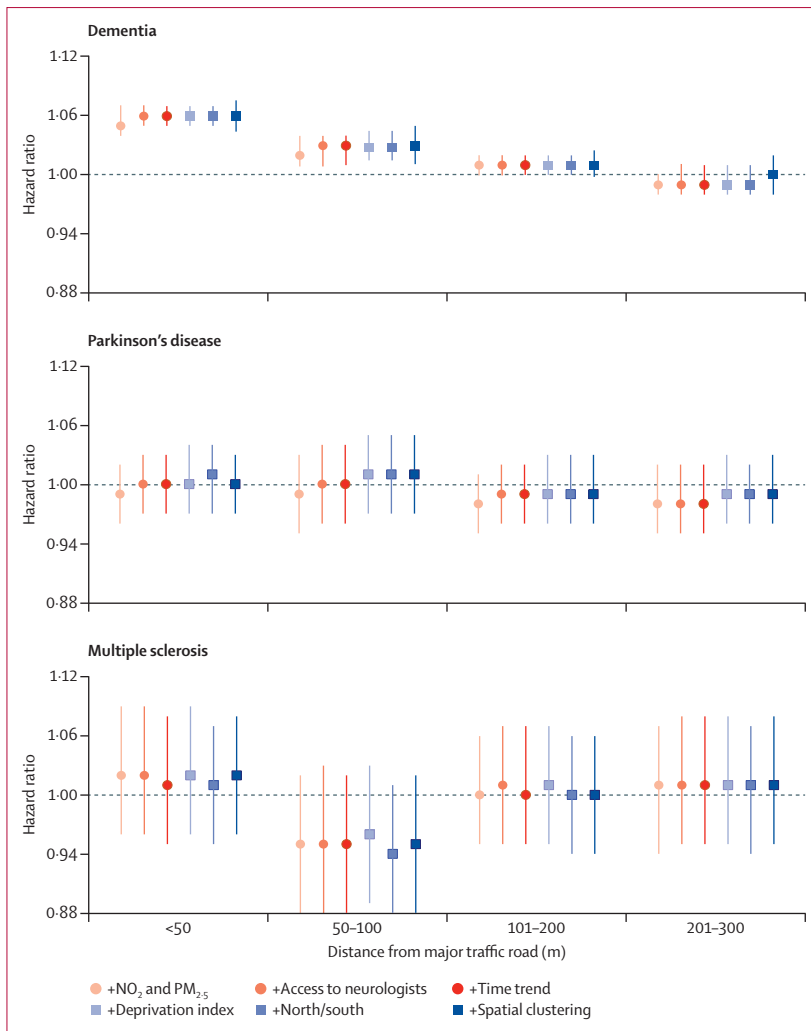 Dementia
1·12
1·06
1·00
0·94
0·88
Hazard ratio
Parkinson's disease
1·12
1·06
1·00
0·94
0·88
Hazard ratio
Multiple sclerosis
1·12
1·06
1·00
0·94
0·88
Hazard ratio
<50 50–100 101–200 201–300
Distance from major traffic road (m)
+NO₂ and PM₂·₅ +Access to neurologists +Time trend
+Deprivation index +North/south +Spatial clustering